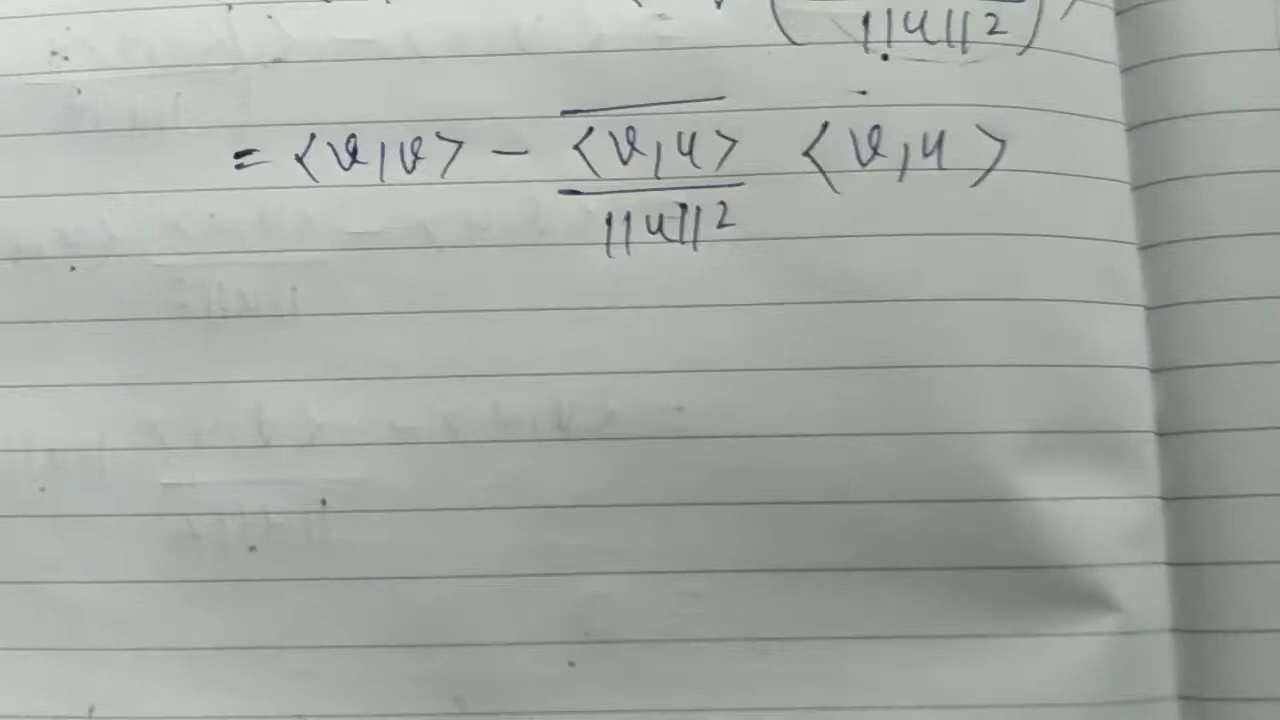 ||u||²)
= <v,v> - \overline{<v,u>} <v,u>
||u||²